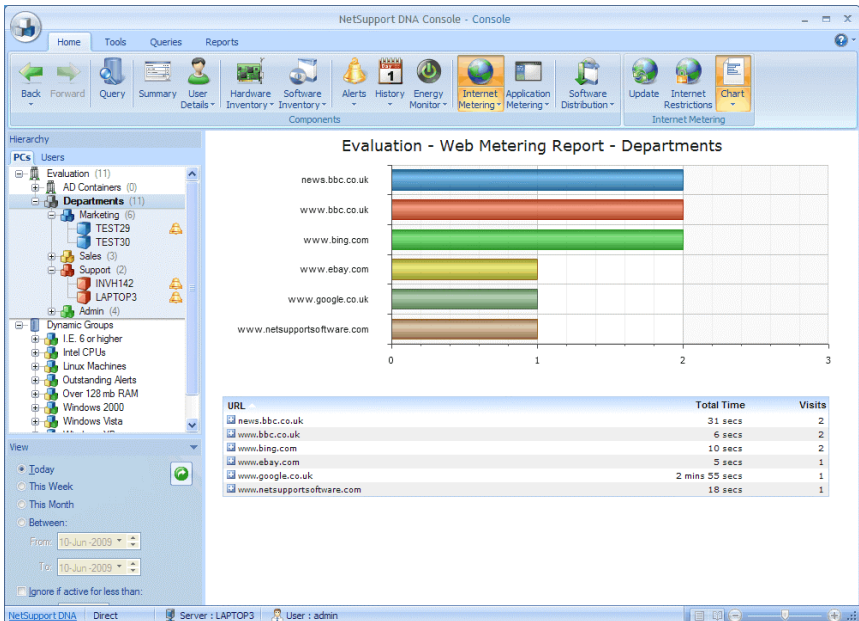 NetSupport DNA Console - Console
Home Tools Queries Reports
Back Forward Query Summary User Details Hardware Inventory Software Inventory Alerts History Energy Monitor Internet Metering Application Metering Software Distribution Update Internet Restrictions Chart
Components Internet Metering
Hierarchy
PCs Users
Evaluation (11)
AD Containers (0)
Departments (11)
Marketing (6)
TEST29
TEST30
Sales (3)
Support (2)
INVH142
LAPTOP3
Admin (4)
Dynamic Groups
I.E. 6 or higher
Intel CPUs
Linux Machines
Outstanding Alerts
Over 128 mb RAM
Windows 2000
Windows Vista
View
Today
This Week
This Month
Between:
From: 10-Jun-2009
To: 10-Jun-2009
Ignore if active for less than:
Evaluation - Web Metering Report - Departments
news.bbc.co.uk
www.bbc.co.uk
www.bing.com
www.ebay.com
www.google.co.uk
www.netsupportsoftware.com
0 1 2 3
URL Total Time Visits
news.bbc.co.uk 31 secs 2
www.bbc.co.uk 6 secs 2
www.bing.com 10 secs 2
www.ebay.com 5 secs 1
www.google.co.uk 2 mins 55 secs 1
www.netsupportsoftware.com 18 secs 1
NetSupport DNA Direct Server : LAPTOP3 User : admin